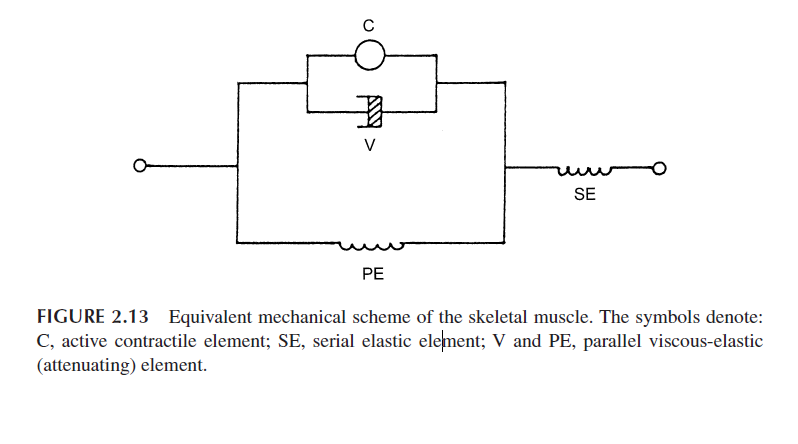 C
V
SE
PE
FIGURE 2.13 Equivalent mechanical scheme of the skeletal muscle. The symbols denote:
C, active contractile element; SE, serial elastic element; V and PE, parallel viscous-elastic
(attenuating) element.